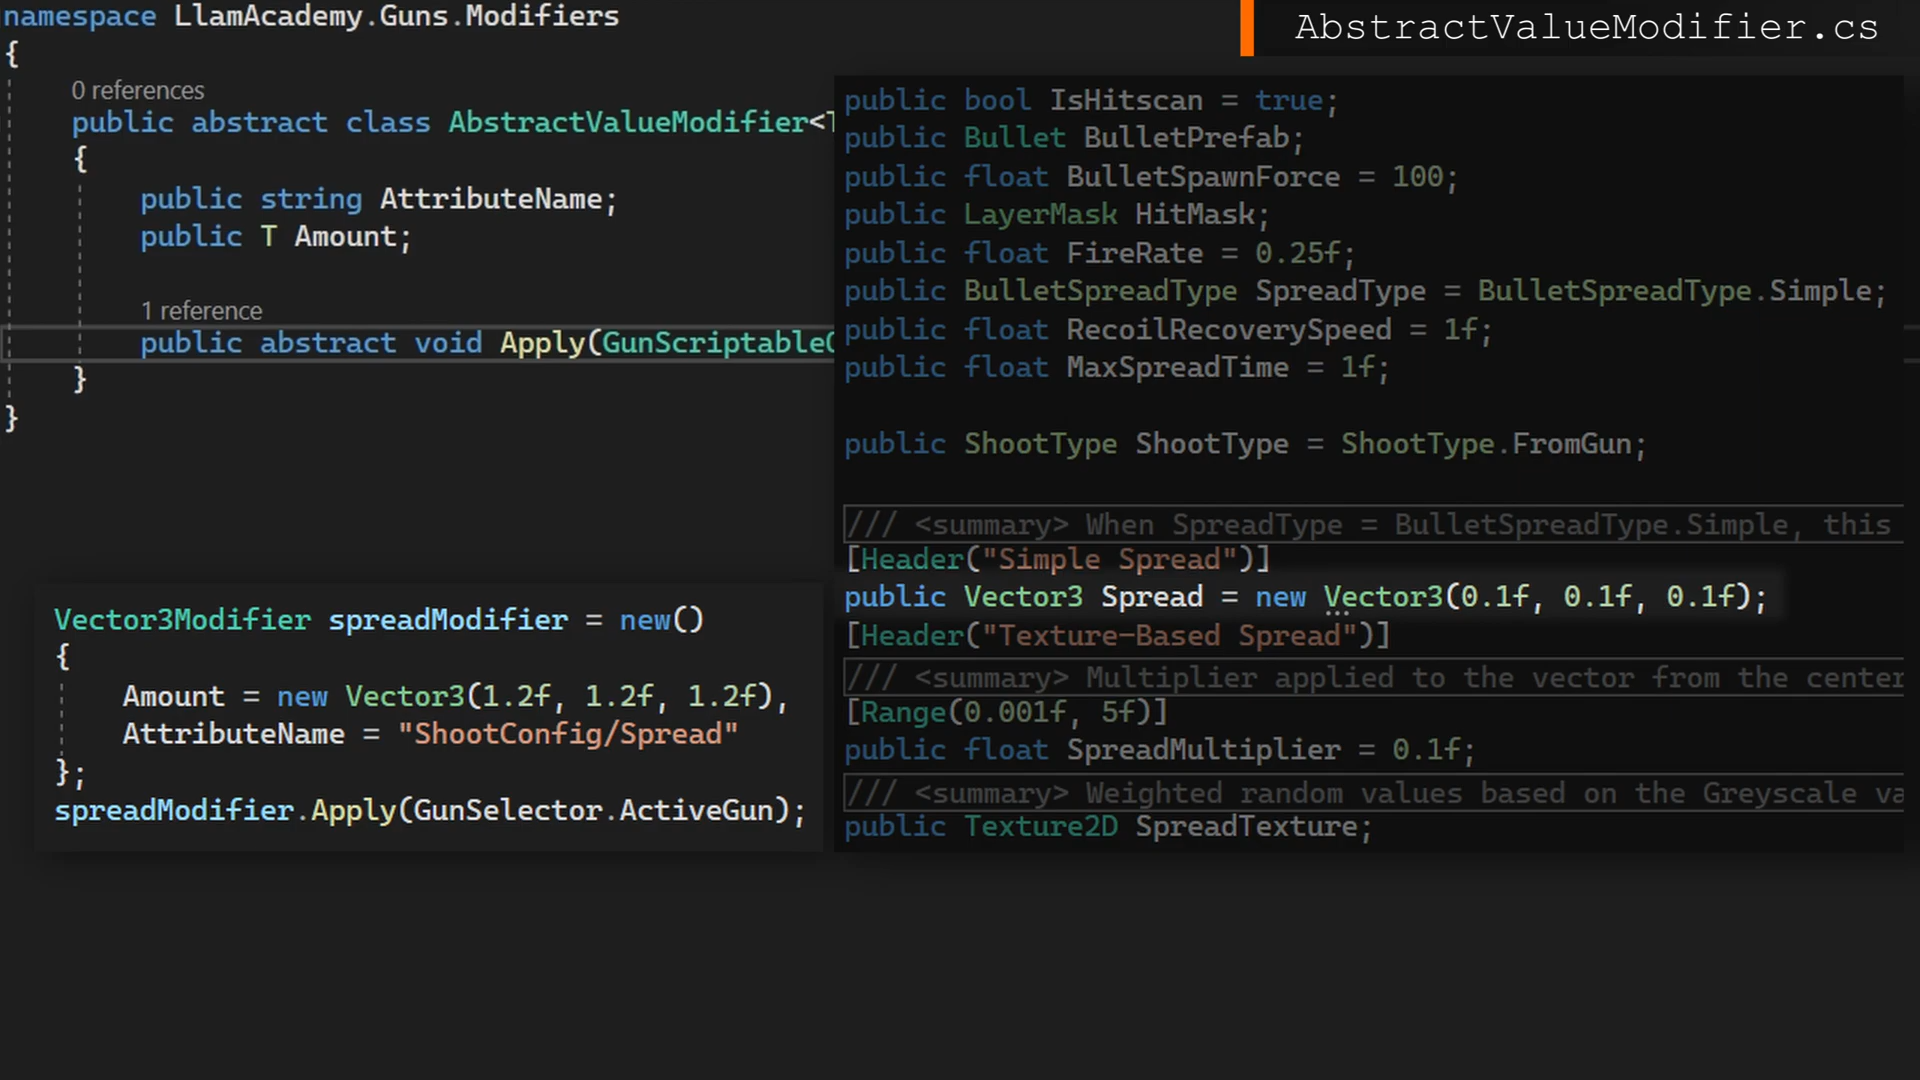 namespace LlamAcademy.Guns.Modifiers
{
0 references
public abstract class AbstractValueModifier<T
{
public string AttributeName;
public T Amount;
1 reference
public abstract void Apply(GunScriptableO
}
}
AbstractValueModifier.cs
public bool IsHitscan = true;
public Bullet BulletPrefab;
public float BulletSpawnForce = 100;
public LayerMask HitMask;
public float FireRate = 0.25f;
public BulletSpreadType SpreadType = BulletSpreadType.Simple;
public float RecoilRecoverySpeed = 1f;
public float MaxSpreadTime = 1f;
public ShootType ShootType = ShootType.FromGun;
/// <summary> When SpreadType = BulletSpreadType.Simple, this
[Header("Simple Spread")]
public Vector3 Spread = new Vector3(0.1f, 0.1f, 0.1f);
[Header("Texture-Based Spread")]
/// <summary> Multiplier applied to the vector from the center
[Range(0.001f, 5f)]
public float SpreadMultiplier = 0.1f;
/// <summary> Weighted random values based on the Greyscale va
public Texture2D SpreadTexture;
Vector3Modifier spreadModifier = new()
{
Amount = new Vector3(1.2f, 1.2f, 1.2f),
AttributeName = "ShootConfig/Spread"
};
spreadModifier.Apply(GunSelector.ActiveGun);